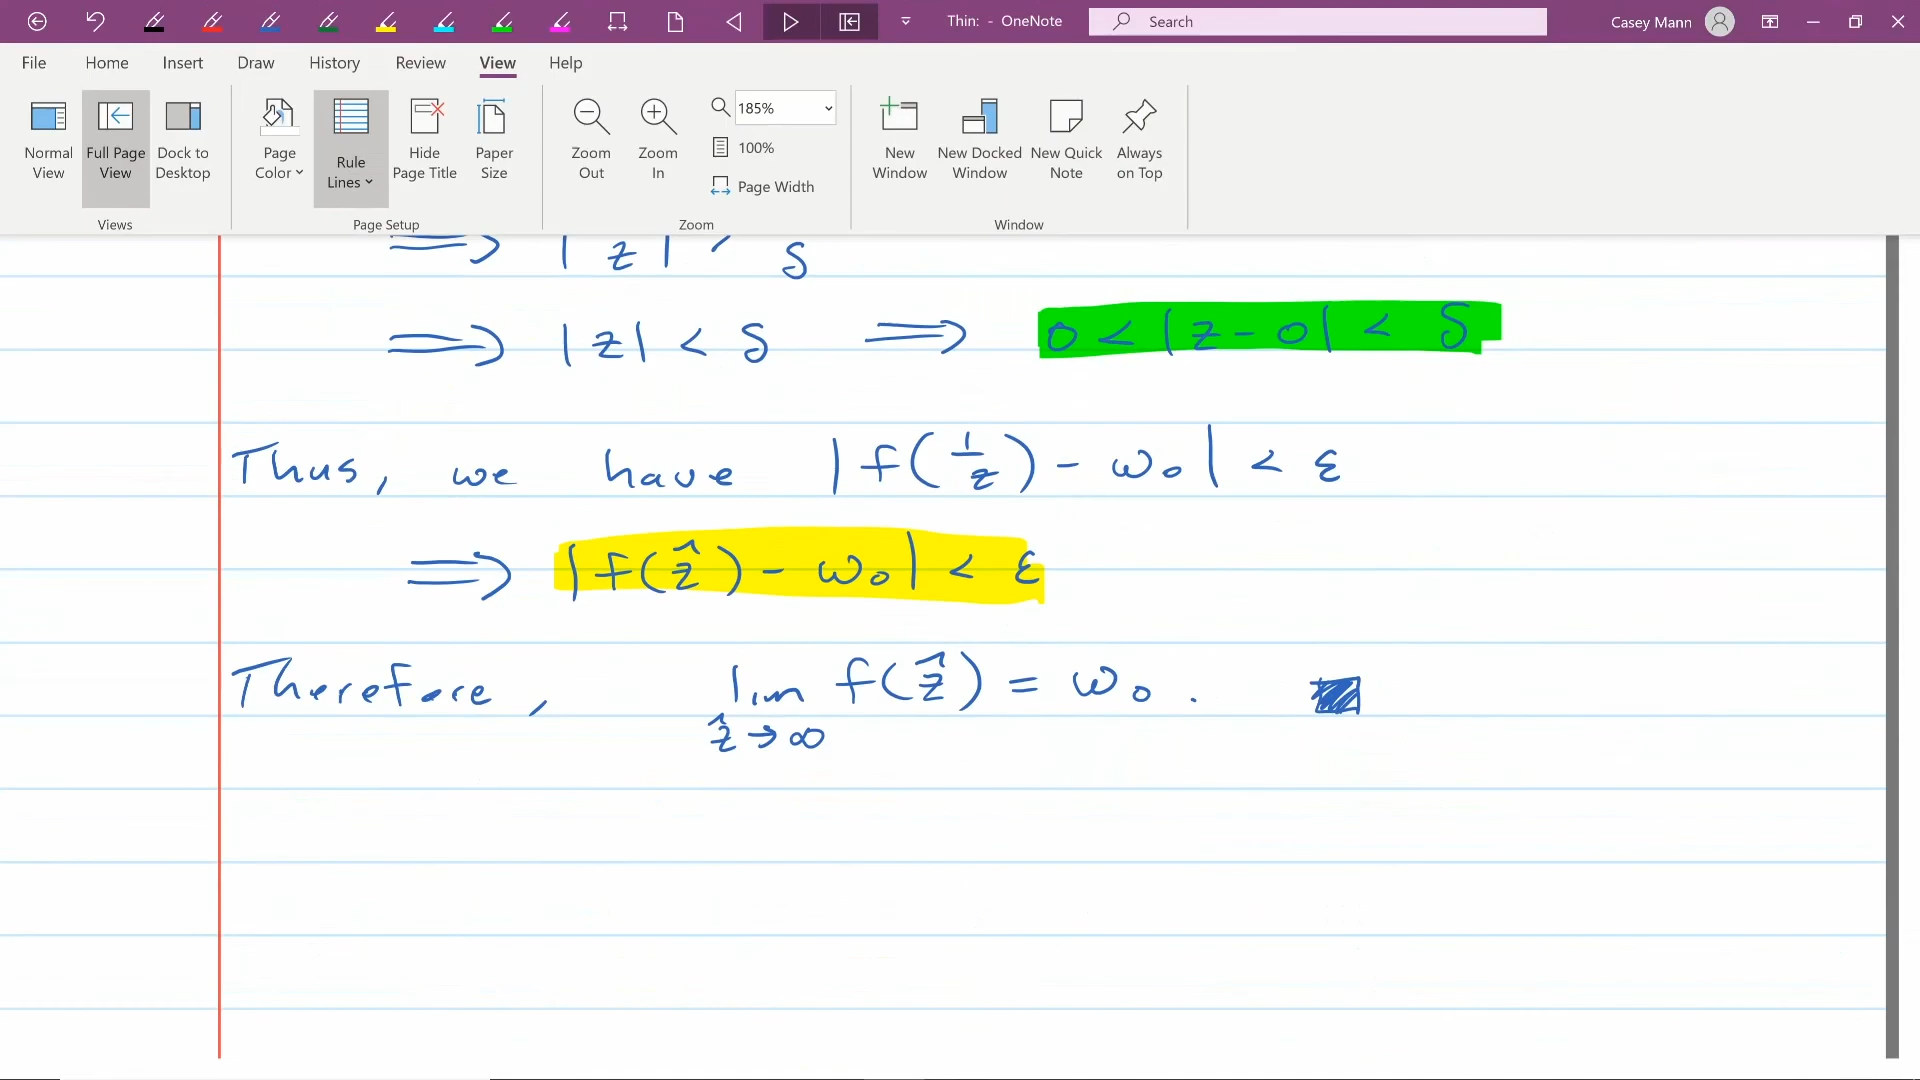 Thin: - OneNote
Search
Casey Mann
File Home Insert Draw History Review View Help
Normal View
Full Page View
Dock to Desktop
Views
Page Color
Rule Lines
Hide Page Title
Paper Size
Page Setup
Zoom Out
Zoom In
185%
100%
Page Width
Zoom
New Window
New Docked Window
New Quick Note
Always on Top
Window
⟹ | z | δ
⟹ |z| < δ ⟹ 0 < |z - 0| < δ
Thus, we have |f(1/z) - ω₀| < ε
⟹ |f(ẑ) - ω₀| < ε
Therefore, lim f(ẑ) = ω₀.
ẑ → ∞